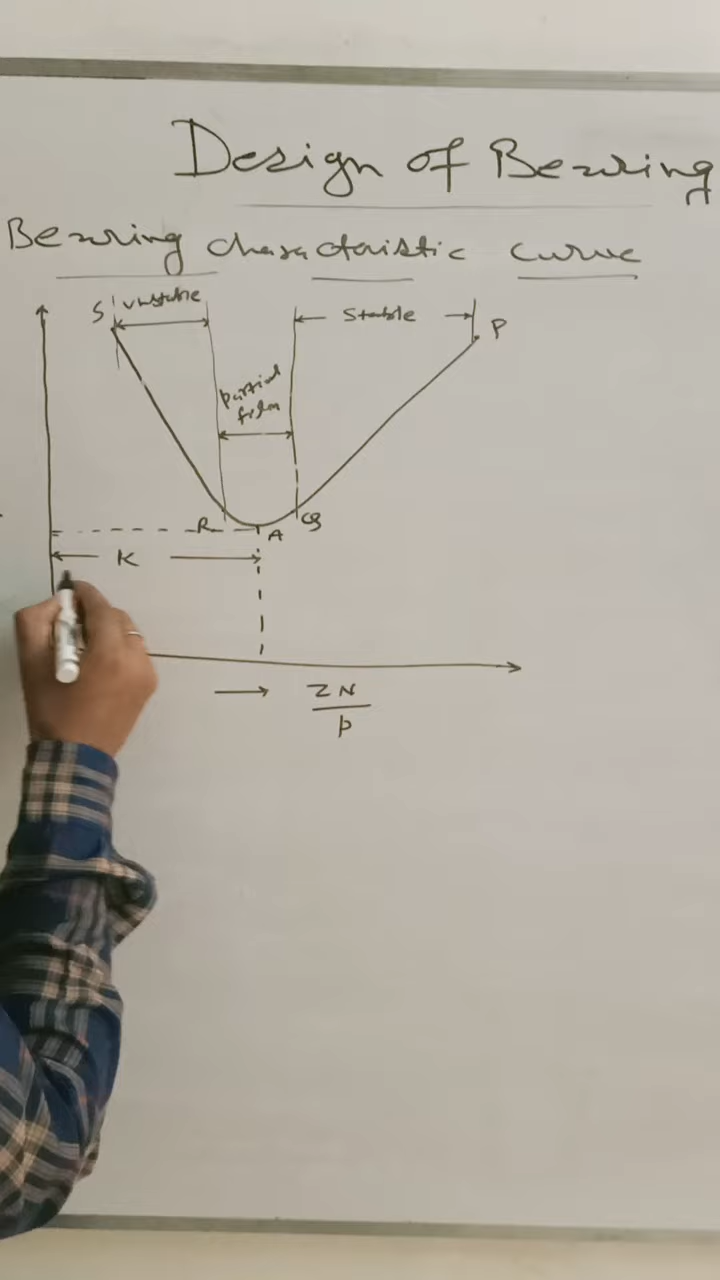 Design of Bearing
Bearing characteristic curve
S unstable
Stable P
partial
film
R A Q
K
ZN
P